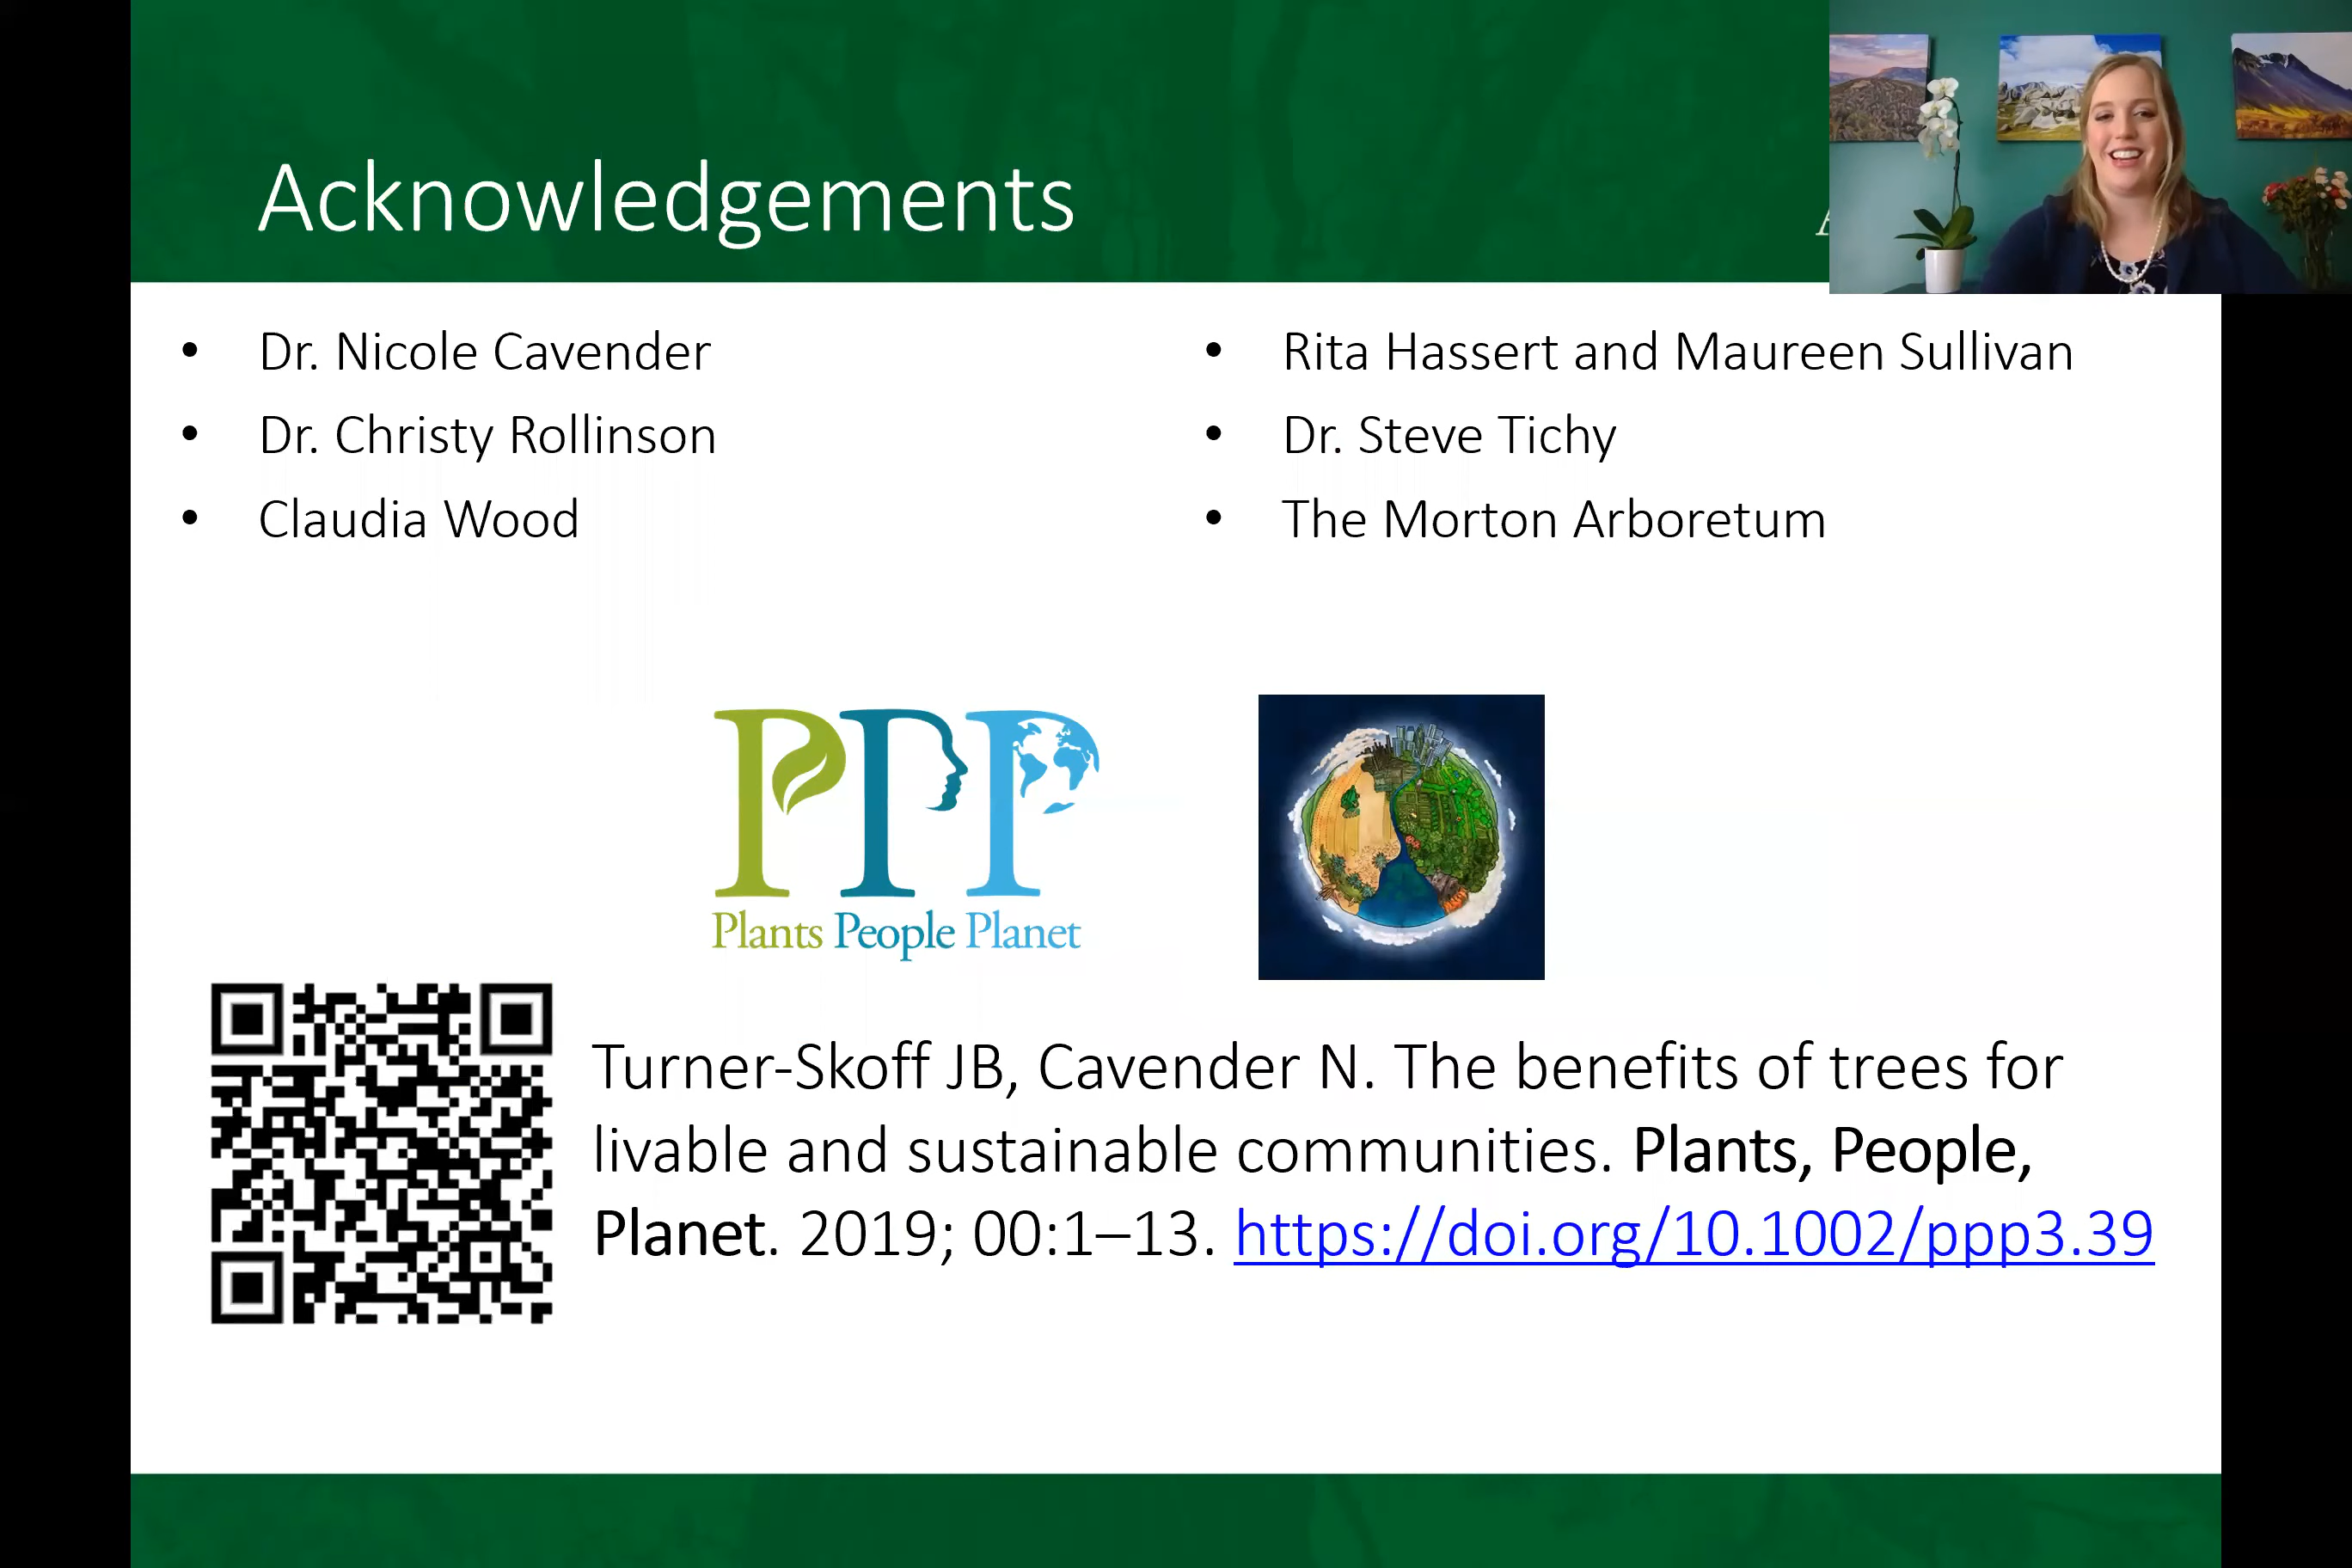 Acknowledgements
• Dr. Nicole Cavender
• Dr. Christy Rollinson
• Claudia Wood
• Rita Hassert and Maureen Sullivan
• Dr. Steve Tichy
• The Morton Arboretum
PPP
Plants People Planet
Turner-Skoff JB, Cavender N. The benefits of trees for
livable and sustainable communities. Plants, People,
Planet. 2019; 00:1–13. https://doi.org/10.1002/ppp3.39